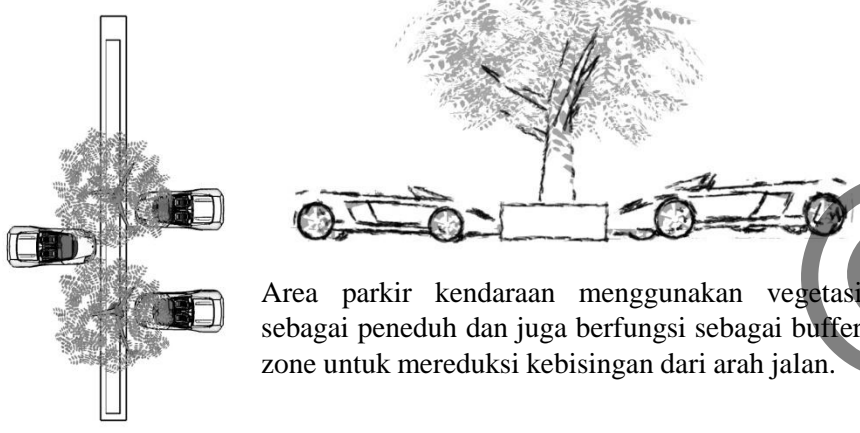 Area parkir kendaraan menggunakan vegetasi
sebagai peneduh dan juga berfungsi sebagai buffer
zone untuk mereduksi kebisingan dari arah jalan.